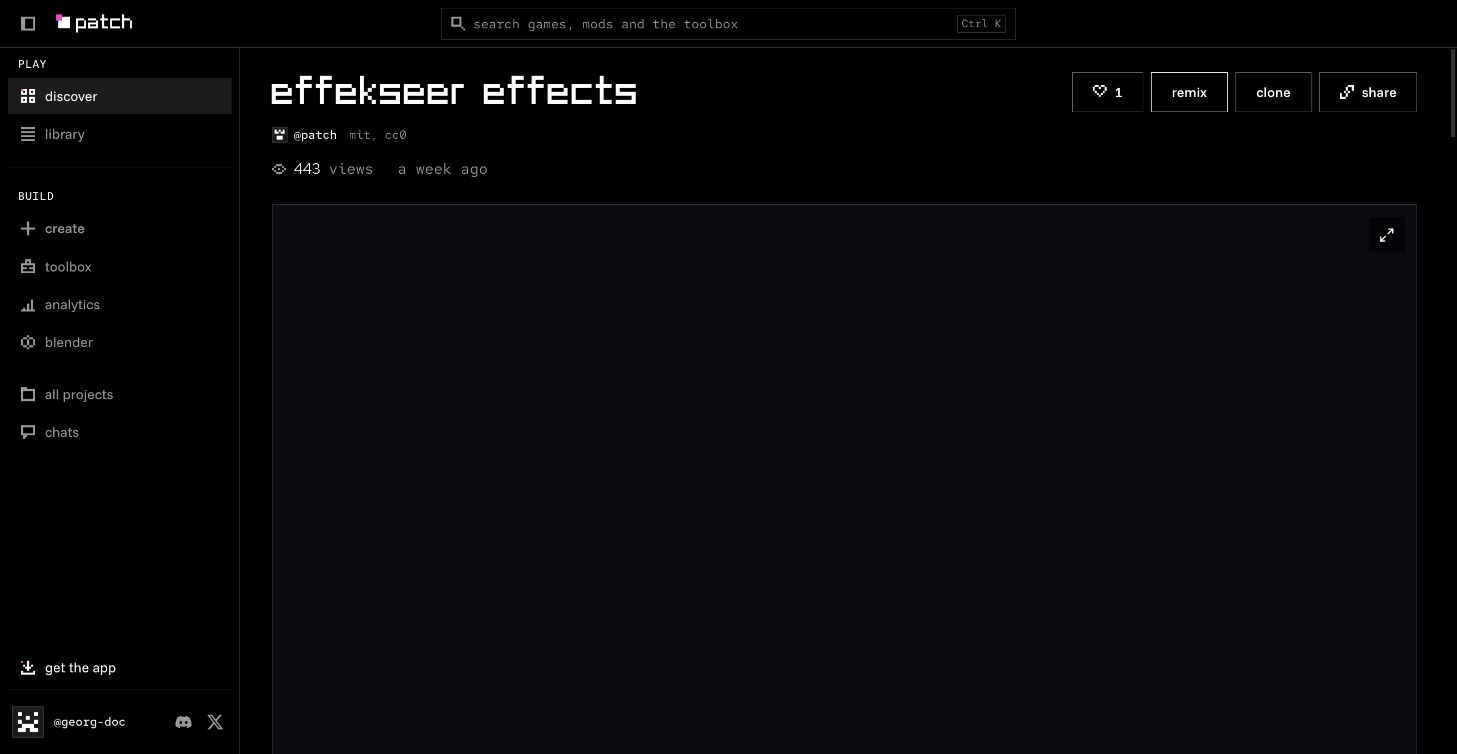 patch
search games, mods and the toolbox
Ctrl K
PLAY
discover
library
BUILD
create
toolbox
analytics
blender
all projects
chats
get the app
@georg-doc
effekseer effects
1
remix
clone
share
@patch mit, cc0
443 views a week ago